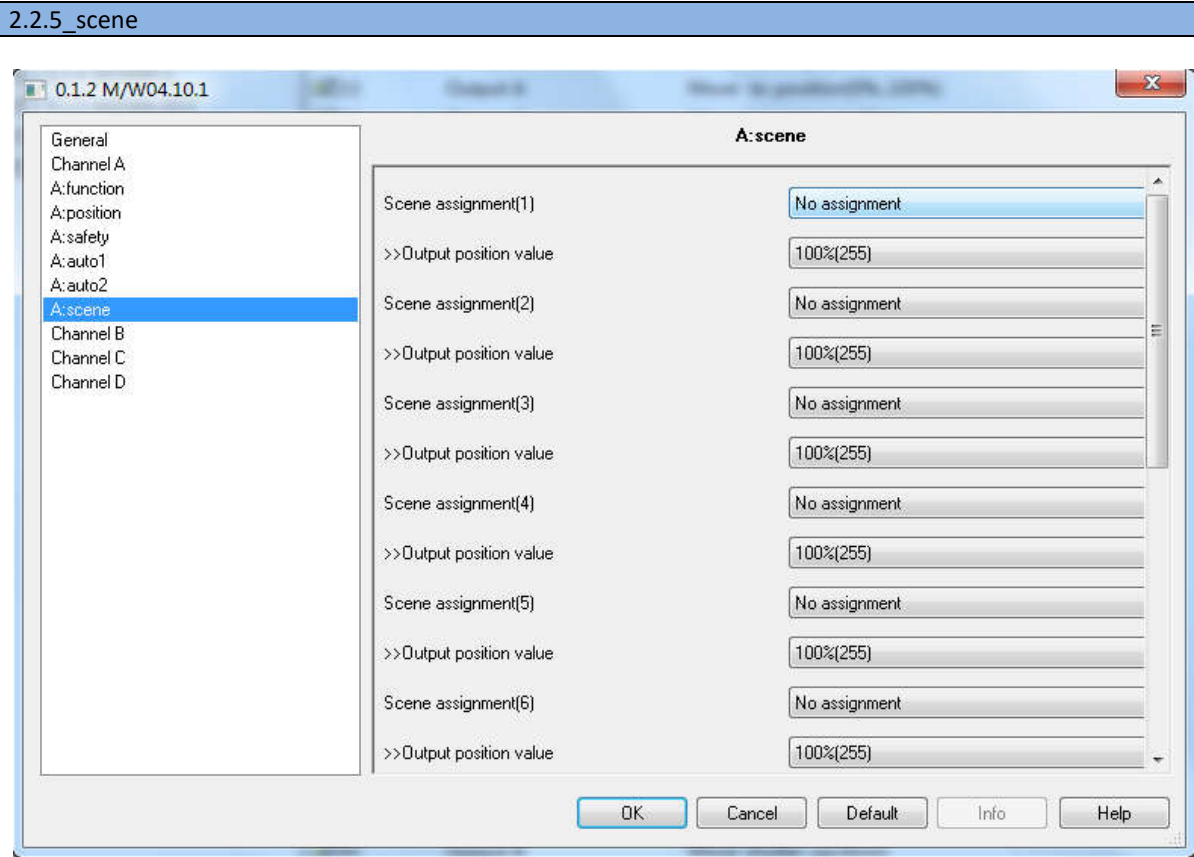 2.2.5_scene
0.1.2 M/W04.10.1
General
Channel A
A:function
A:position
A:safety
A:auto1
A:auto2
A:scene
Channel B
Channel C
Channel D
A:scene
Scene assignment(1) No assignment
>>Output position value 100%(255)
Scene assignment(2) No assignment
>>Output position value 100%(255)
Scene assignment(3) No assignment
>>Output position value 100%(255)
Scene assignment(4) No assignment
>>Output position value 100%(255)
Scene assignment(5) No assignment
>>Output position value 100%(255)
Scene assignment(6) No assignment
>>Output position value 100%(255)
OK Cancel Default Info Help